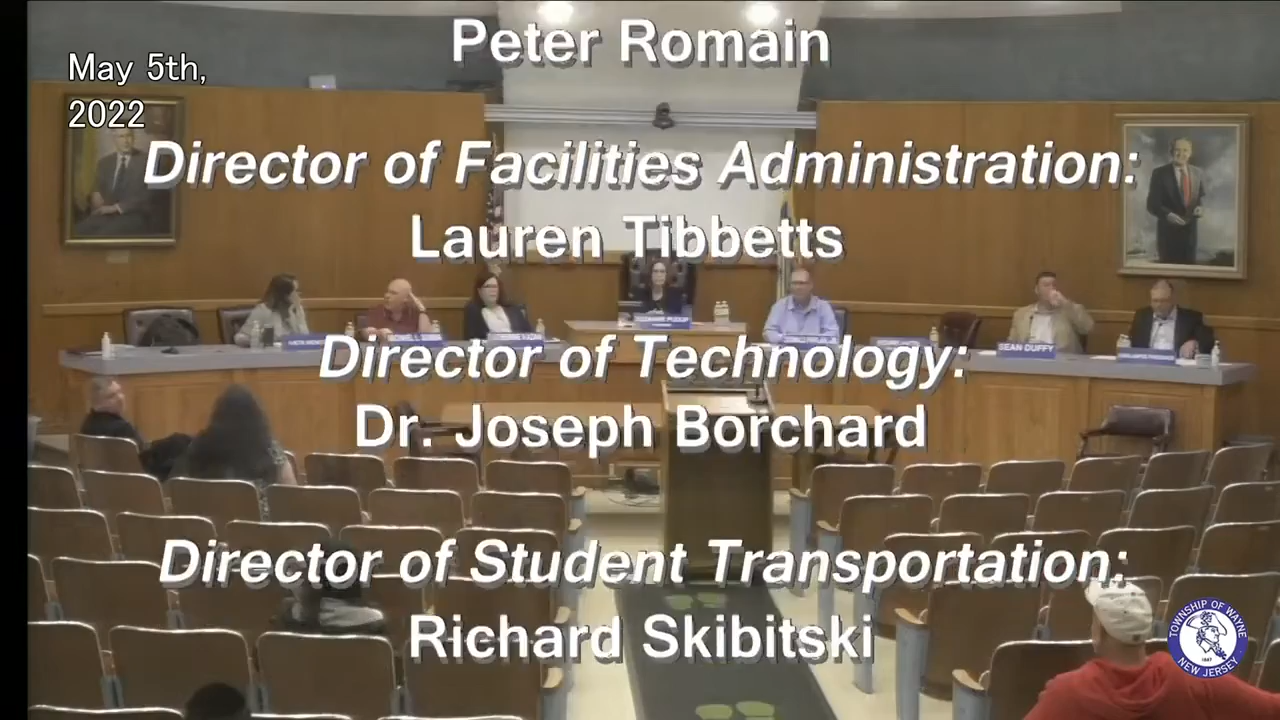 Peter Romain
May 5th,
2022
Director of Facilities Administration:
Lauren Tibbetts
SEAN DUFFY
Director of Technology:
Dr. Joseph Borchard
Director of Student Transportation:
Richard Skibitski
TOWNSHIP OF WAYNE
NEW JERSEY